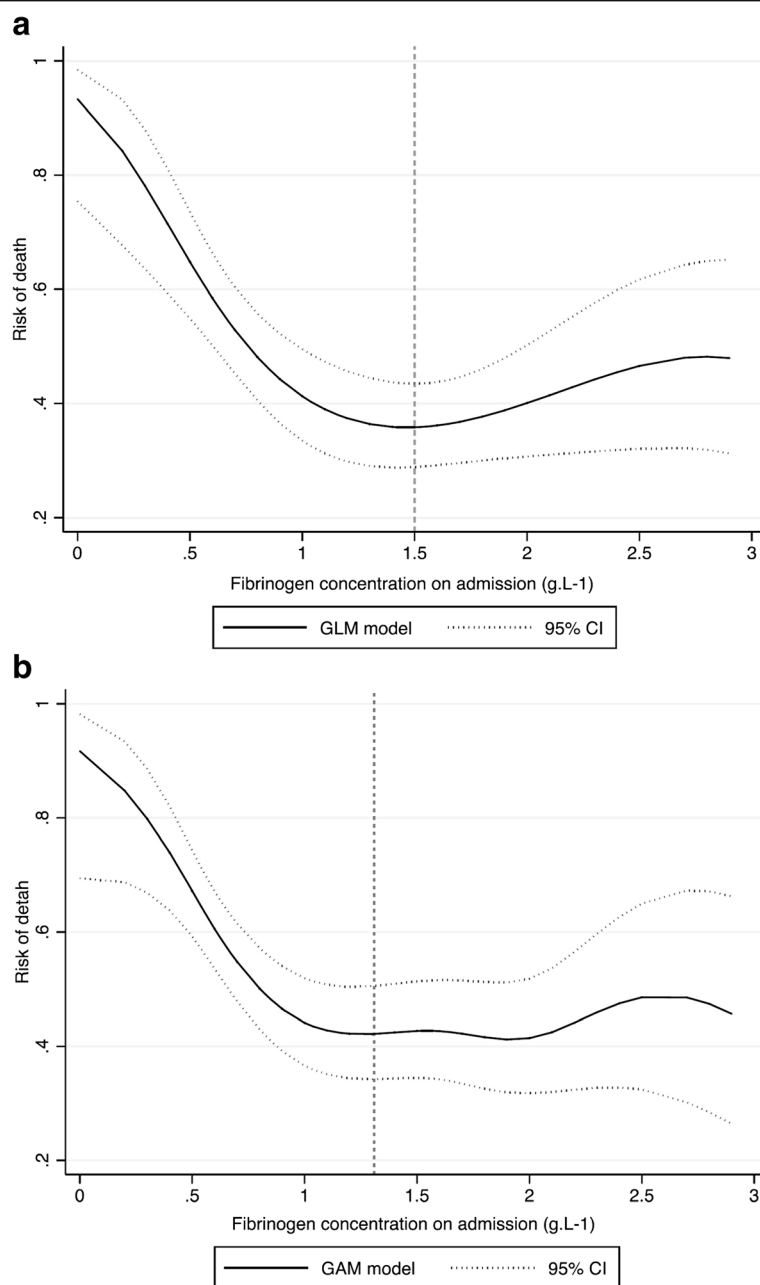 a
1
.8
.6
.4
.2
Risk of death
0 .5 1 1.5 2 2.5 3
Fibrinogen concentration on admission (g.L-1)
GLM model 95% CI
b
1
.8
.6
.4
.2
Risk of detah
0 .5 1 1.5 2 2.5 3
Fibrinogen concentration on admission (g.L-1)
GAM model 95% CI